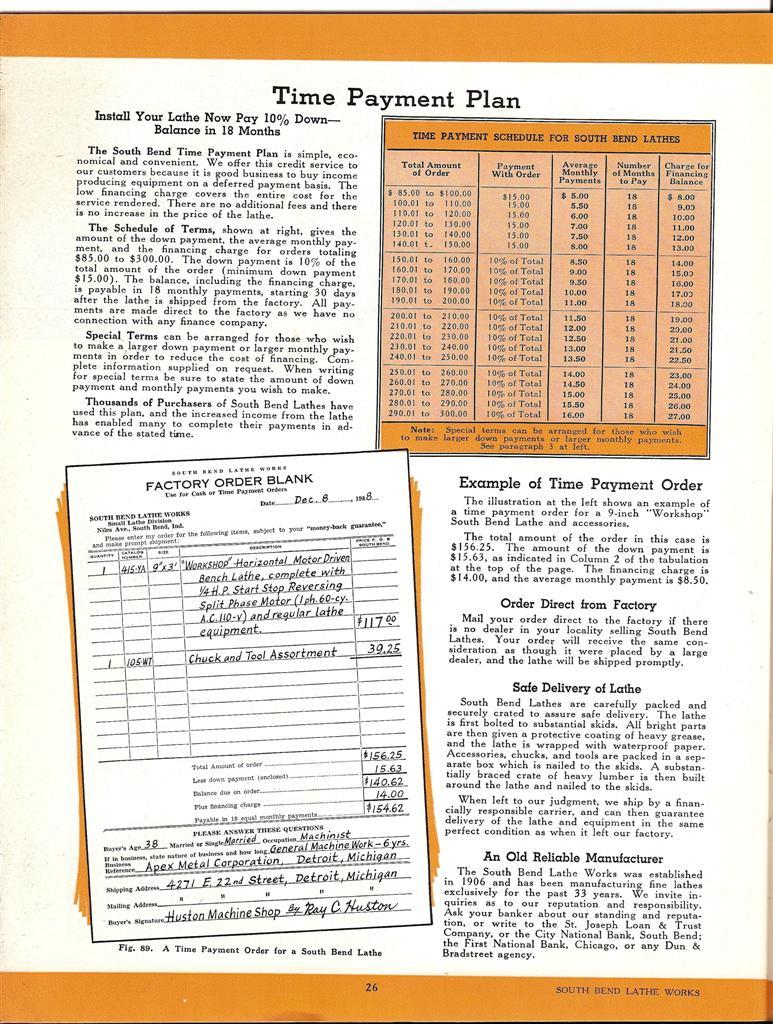 Time Payment Plan
Install Your Lathe Now Pay 10% Down—
Balance in 18 Months
The South Bend Time Payment Plan is simple, eco-
nomical and convenient. We offer this credit service to
our customers because it is good business to buy income
producing equipment on a deferred payment basis. The
low financing charge covers the entire cost for the
service rendered. There are no additional fees and there
is no increase in the price of the lathe.
The Schedule of Terms, shown at right, gives the
amount of the down payment, the average monthly pay-
ment, and the financing charge for orders totaling
$85.00 to $300.00. The down payment is 10% of the
total amount of the order (minimum down payment
$15.00). The balance, including the financing charge,
is payable in 18 monthly payments, starting 30 days
after the lathe is shipped from the factory. All pay-
ments are made direct to the factory as we have no
connection with any finance company.
Special Terms can be arranged for those who wish
to make a larger down payment or larger monthly pay-
ments in order to reduce the cost of financing. Com-
plete information supplied on request. When writing
for special terms be sure to state the amount of down
payment and monthly payments you wish to make.
Thousands of Purchasers of South Bend Lathes have
used this plan, and the increased income from the lathe
has enabled many to complete their payments in ad-
vance of the stated time.
TIME PAYMENT SCHEDULE FOR SOUTH BEND LATHES
Total Amount of Order | Payment With Order | Average Monthly Payments | Number of Months to Pay | Charge for Financing Balance
$ 85.00 to $100.00 $15.00 $ 5.00 18 $ 8.00
100.01 to 110.00 15.00 5.50 18 9.00
110.01 to 120.00 15.00 6.00 18 10.00
120.01 to 130.00 15.00 7.00 18 11.00
130.01 to 140.00 15.00 7.50 18 12.00
140.01 t. 150.00 15.00 8.00 18 13.00
150.01 to 160.00 10% of Total 8.50 18 14.00
160.01 to 170.00 10% of Total 9.00 18 15.00
170.01 to 180.00 10% of Total 9.50 18 16.00
180.01 to 190.00 10% of Total 10.00 18 17.00
190.01 to 200.00 10% of Total 11.00 18 18.00
200.01 to 210.00 10% of Total 11.50 18 19.00
210.01 to 220.00 10% of Total 12.00 18 20.00
220.01 to 230.00 10% of Total 12.50 18 21.00
230.01 to 240.00 10% of Total 13.00 18 21.50
240.01 to 250.00 10% of Total 13.50 18 22.50
250.01 to 260.00 10% of Total 14.00 18 23.00
260.01 to 270.00 10% of Total 14.50 18 24.00
270.01 to 280.00 10% of Total 15.00 18 25.00
280.01 to 290.00 10% of Total 15.50 18 26.00
290.01 to 300.00 10% of Total 16.00 18 27.00
Note: Special terms can be arranged for those who wish
to make larger down payments or larger monthly payments.
See paragraph 3 at left.
SOUTH BEND LATHE WORKS
FACTORY ORDER BLANK
Use for Cash or Time Payment Orders
Date Dec. 8, 1938
SOUTH BEND LATHE WORKS
Small Lathe Division
Niles Ave., South Bend, Ind.
Please enter my order for the following items, subject to your "money-back guarantee,"
and make prompt shipment:
QUANTITY CATALOG NUMBER SIZE DESCRIPTION PRICE F. O. B. SOUTH BEND
1 415-YA 9"x3' "WORKSHOP" Horizontal Motor Driven
Bench Lathe, complete with
1/4 H.P. Start Stop Reversing
Split Phase Motor (1 ph. 60-cy.
A.C. 110-v) and regular lathe
equipment. $117.00
1 105-WT Chuck and Tool Assortment 39.25
Total Amount of order $156.25
Less down payment (enclosed) 15.63
Balance due on order $140.62
Plus financing charge 14.00
Payable in 18 equal monthly payments $154.62
PLEASE ANSWER THESE QUESTIONS
Buyer's Age 38 Married or Single Married Occupation Machinist
If in business, state nature of business and how long General Machine Work - 6 yrs.
Business Reference Apex Metal Corporation, Detroit, Michigan
Shipping Address 4271 E. 22nd Street, Detroit, Michigan
Mailing Address " " " " "
Buyer's Signature Huston Machine Shop By Ray C. Huston
Fig. 89. A Time Payment Order for a South Bend Lathe
Example of Time Payment Order
The illustration at the left shows an example of
a time payment order for a 9-inch "Workshop"
South Bend Lathe and accessories.
The total amount of the order in this case is
$156.25. The amount of the down payment is
$15.63, as indicated in Column 2 of the tabulation
at the top of the page. The financing charge is
$14.00, and the average monthly payment is $8.50.
Order Direct from Factory
Mail your order direct to the factory if there
is no dealer in your locality selling South Bend
Lathes. Your order will receive the same con-
sideration as though it were placed by a large
dealer, and the lathe will be shipped promptly.
Safe Delivery of Lathe
South Bend Lathes are carefully packed and
securely crated to assure safe delivery. The lathe
is first bolted to substantial skids. All bright parts
are then given a protective coating of heavy grease,
and the lathe is wrapped with waterproof paper.
Accessories, chucks, and tools are packed in a sep-
arate box which is nailed to the skids. A substan-
tially braced crate of heavy lumber is then built
around the lathe and nailed to the skids.
When left to our judgment, we ship by a finan-
cially responsible carrier, and can then guarantee
delivery of the lathe and equipment in the same
perfect condition as when it left our factory.
An Old Reliable Manufacturer
The South Bend Lathe Works was established
in 1906 and has been manufacturing fine lathes
exclusively for the past 33 years. We invite in-
quiries as to our reputation and responsibility.
Ask your banker about our standing and reputa-
tion, or write to the St. Joseph Loan & Trust
Company, or the City National Bank, South Bend;
the First National Bank, Chicago, or any Dun &
Bradstreet agency.
26
SOUTH BEND LATHE WORKS